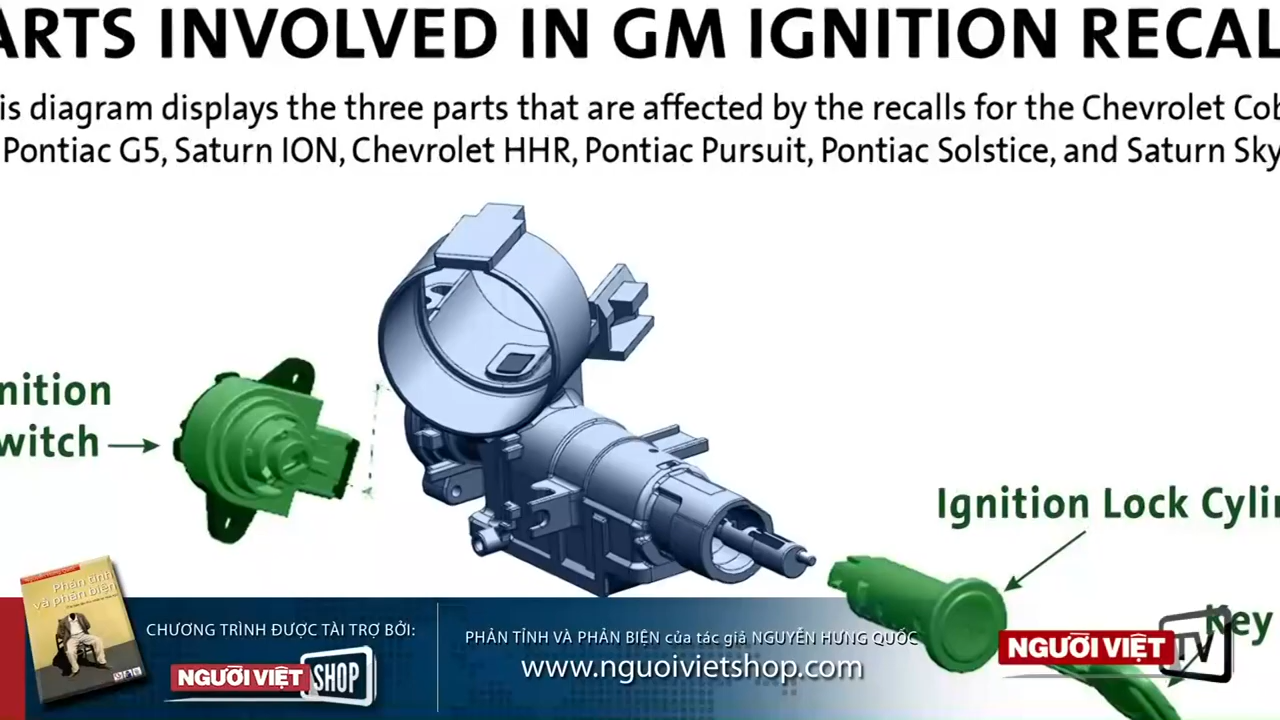 ARTS INVOLVED IN GM IGNITION RECAL
is diagram displays the three parts that are affected by the recalls for the Chevrolet Cob
Pontiac G5, Saturn ION, Chevrolet HHR, Pontiac Pursuit, Pontiac Solstice, and Saturn Sky
nition
witch
Ignition Lock Cylin
Key
Phản tỉnh
và phản biện
CHƯƠNG TRÌNH ĐƯỢC TÀI TRỢ BỞI:
NGƯỜI VIỆT SHOP
PHẢN TỈNH VÀ PHẢN BIỆN của tác giả NGUYỄN HƯNG QUỐC
www.nguoivietshop.com
NGƯỜI VIỆT TV